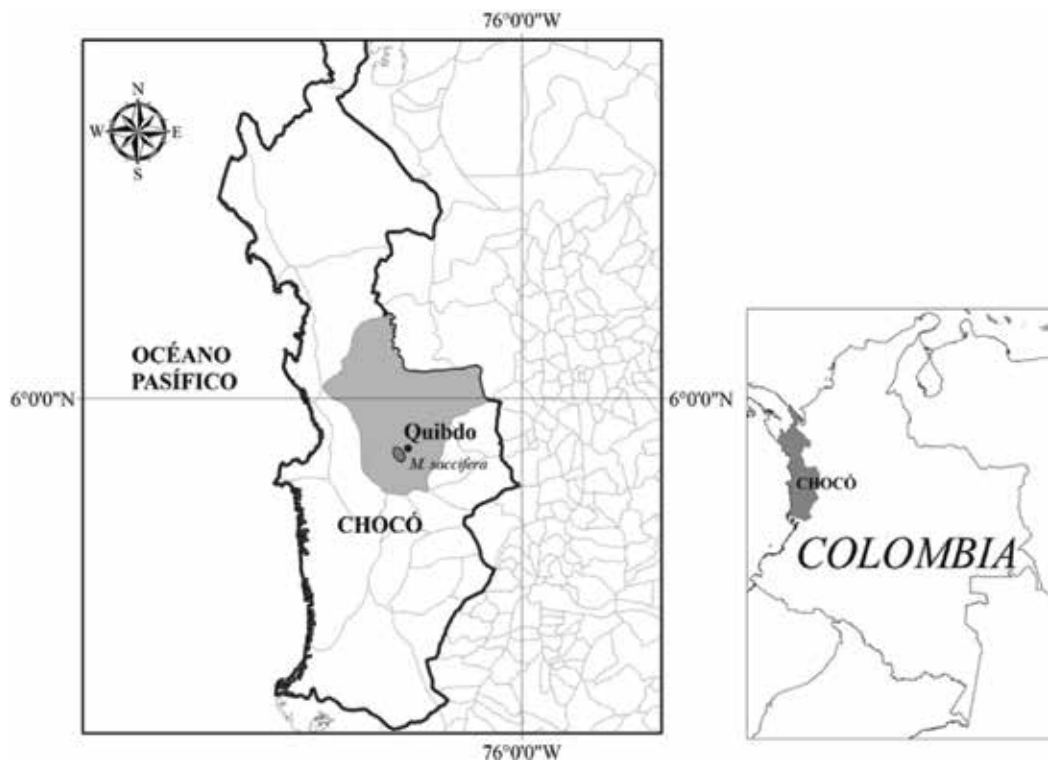 76°0'0"W
N
W E
S
OCÉANO
PASÍFICO
6°0'0"N
6°0'0"N
Quibdo
M. saccifera
CHOCÓ
76°0'0"W
CHOCÓ
COLOMBIA